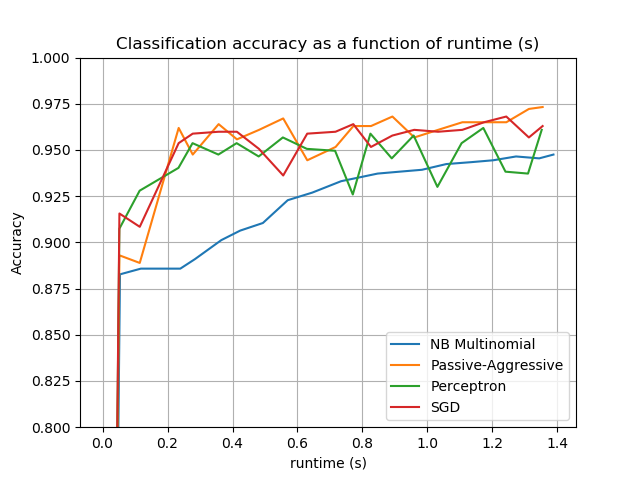 Classification accuracy as a function of runtime (s)
1.000
0.975
0.950
0.925
0.900
0.875
0.850
0.825
0.800
Accuracy
NB Multinomial
Passive-Aggressive
Perceptron
SGD
0.0 0.2 0.4 0.6 0.8 1.0 1.2 1.4
runtime (s)